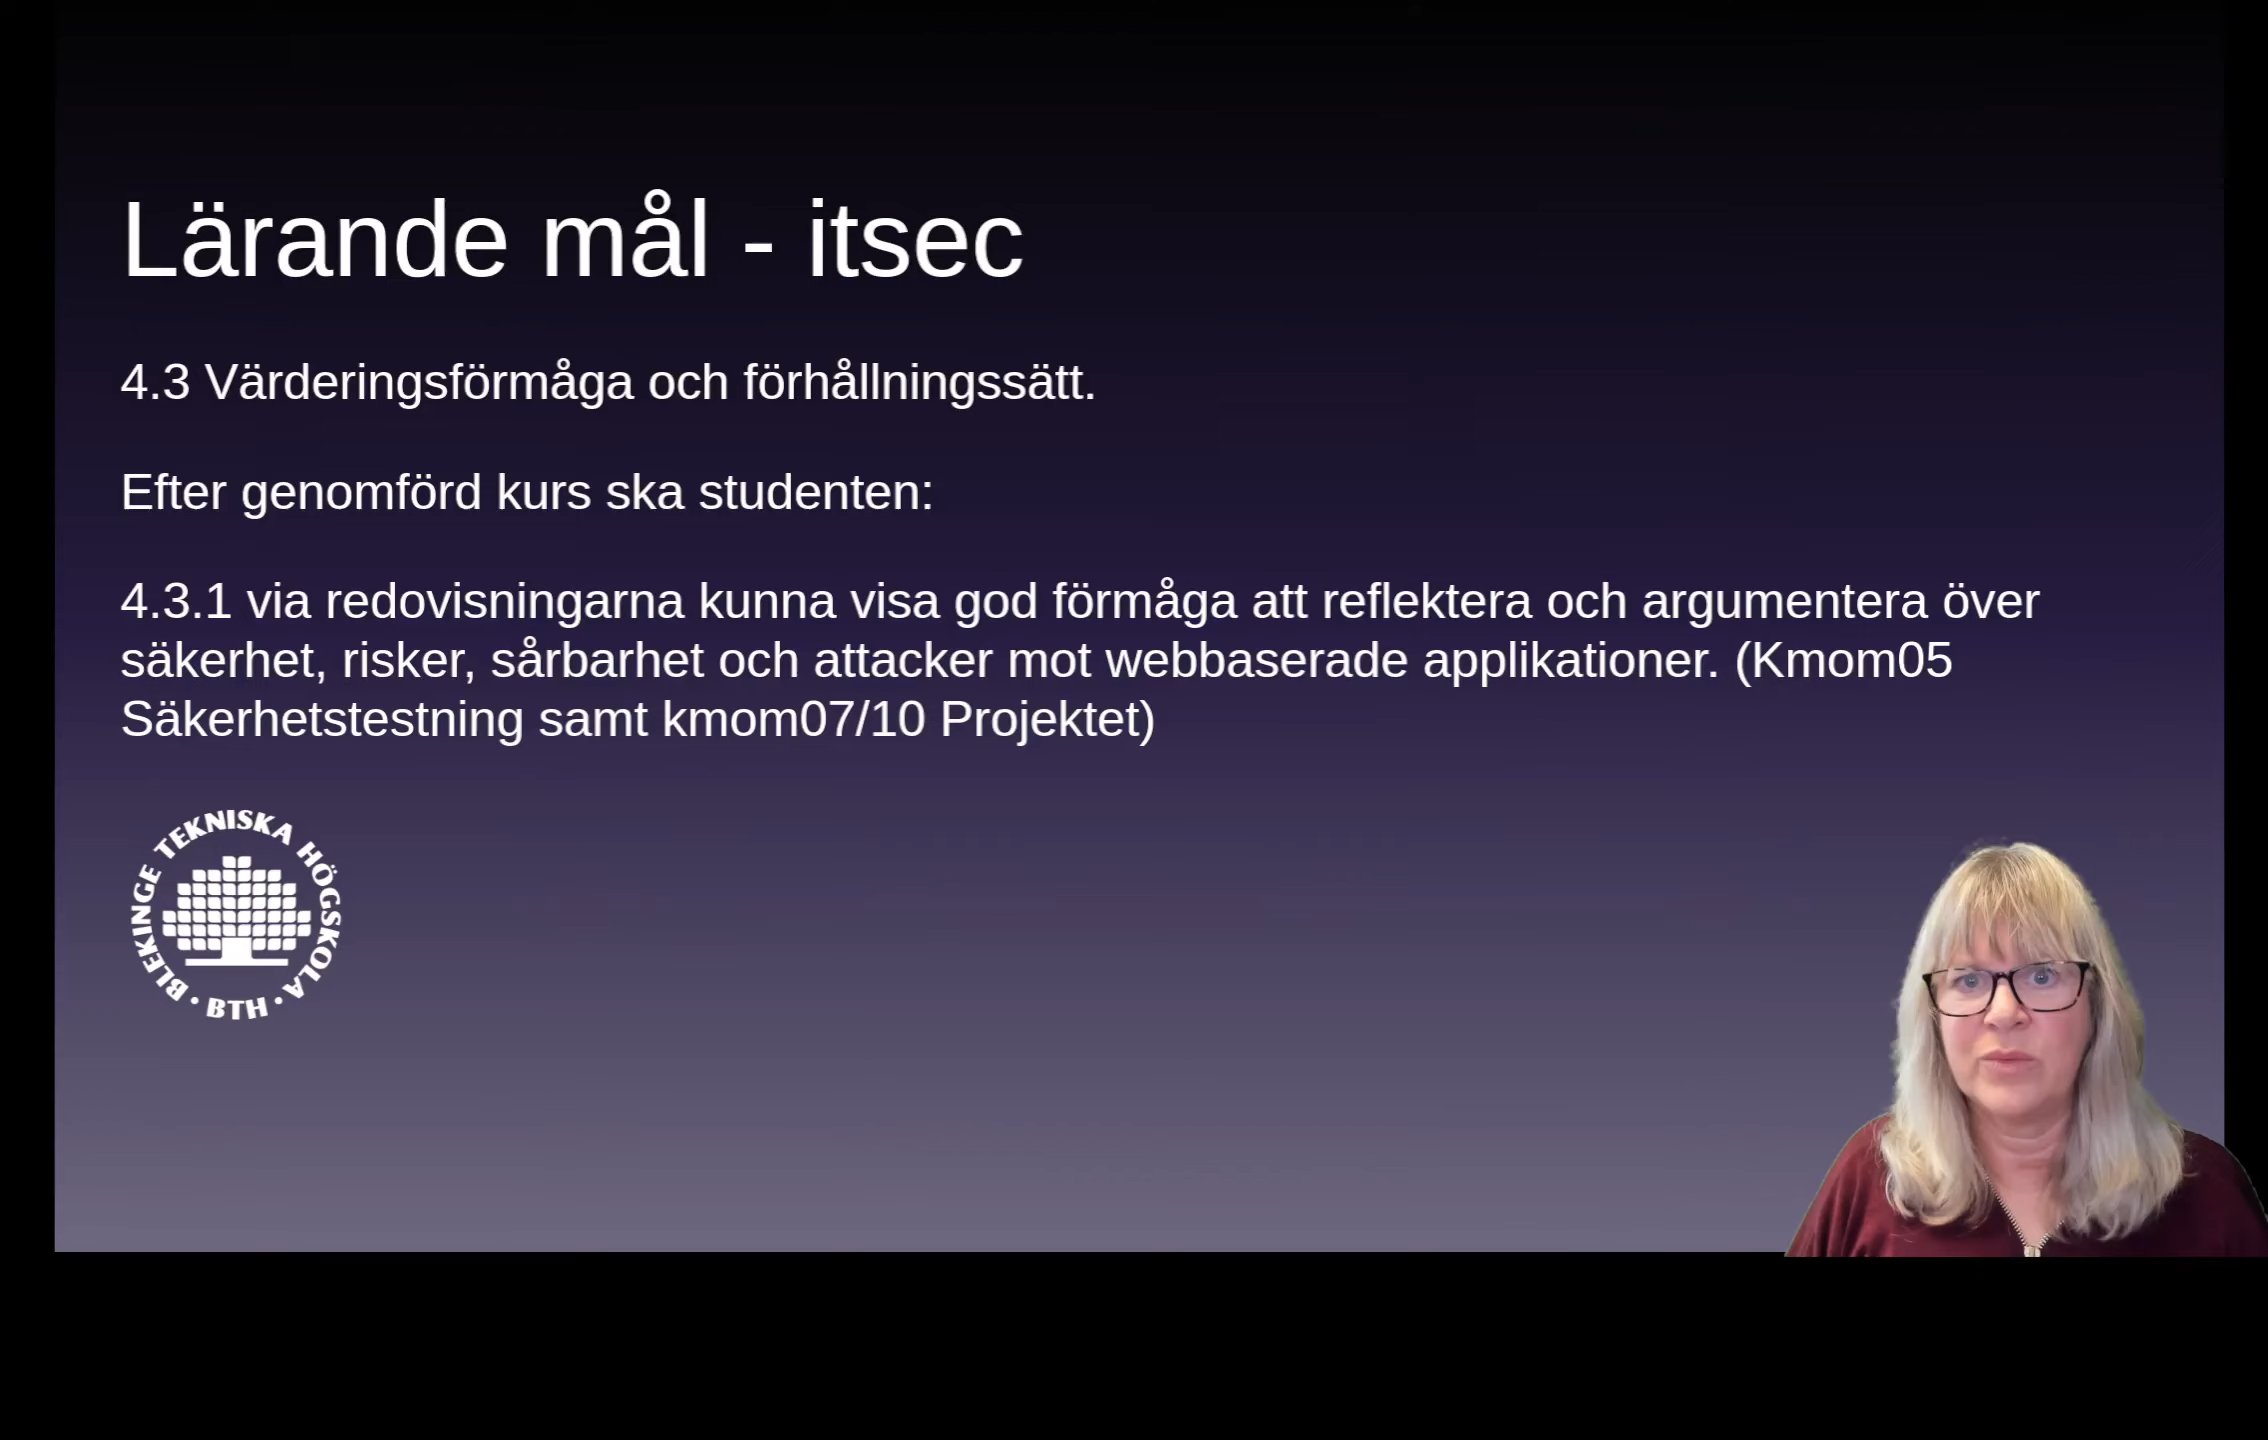 Lärande mål - itsec
4.3 Värderingsförmåga och förhållningssätt.
Efter genomförd kurs ska studenten:
4.3.1 via redovisningarna kunna visa god förmåga att reflektera och argumentera över
säkerhet, risker, sårbarhet och attacker mot webbaserade applikationer. (Kmom05
Säkerhetstestning samt kmom07/10 Projektet)
BLEKINGE TEKNISKA HÖGSKOLA
· BTH ·